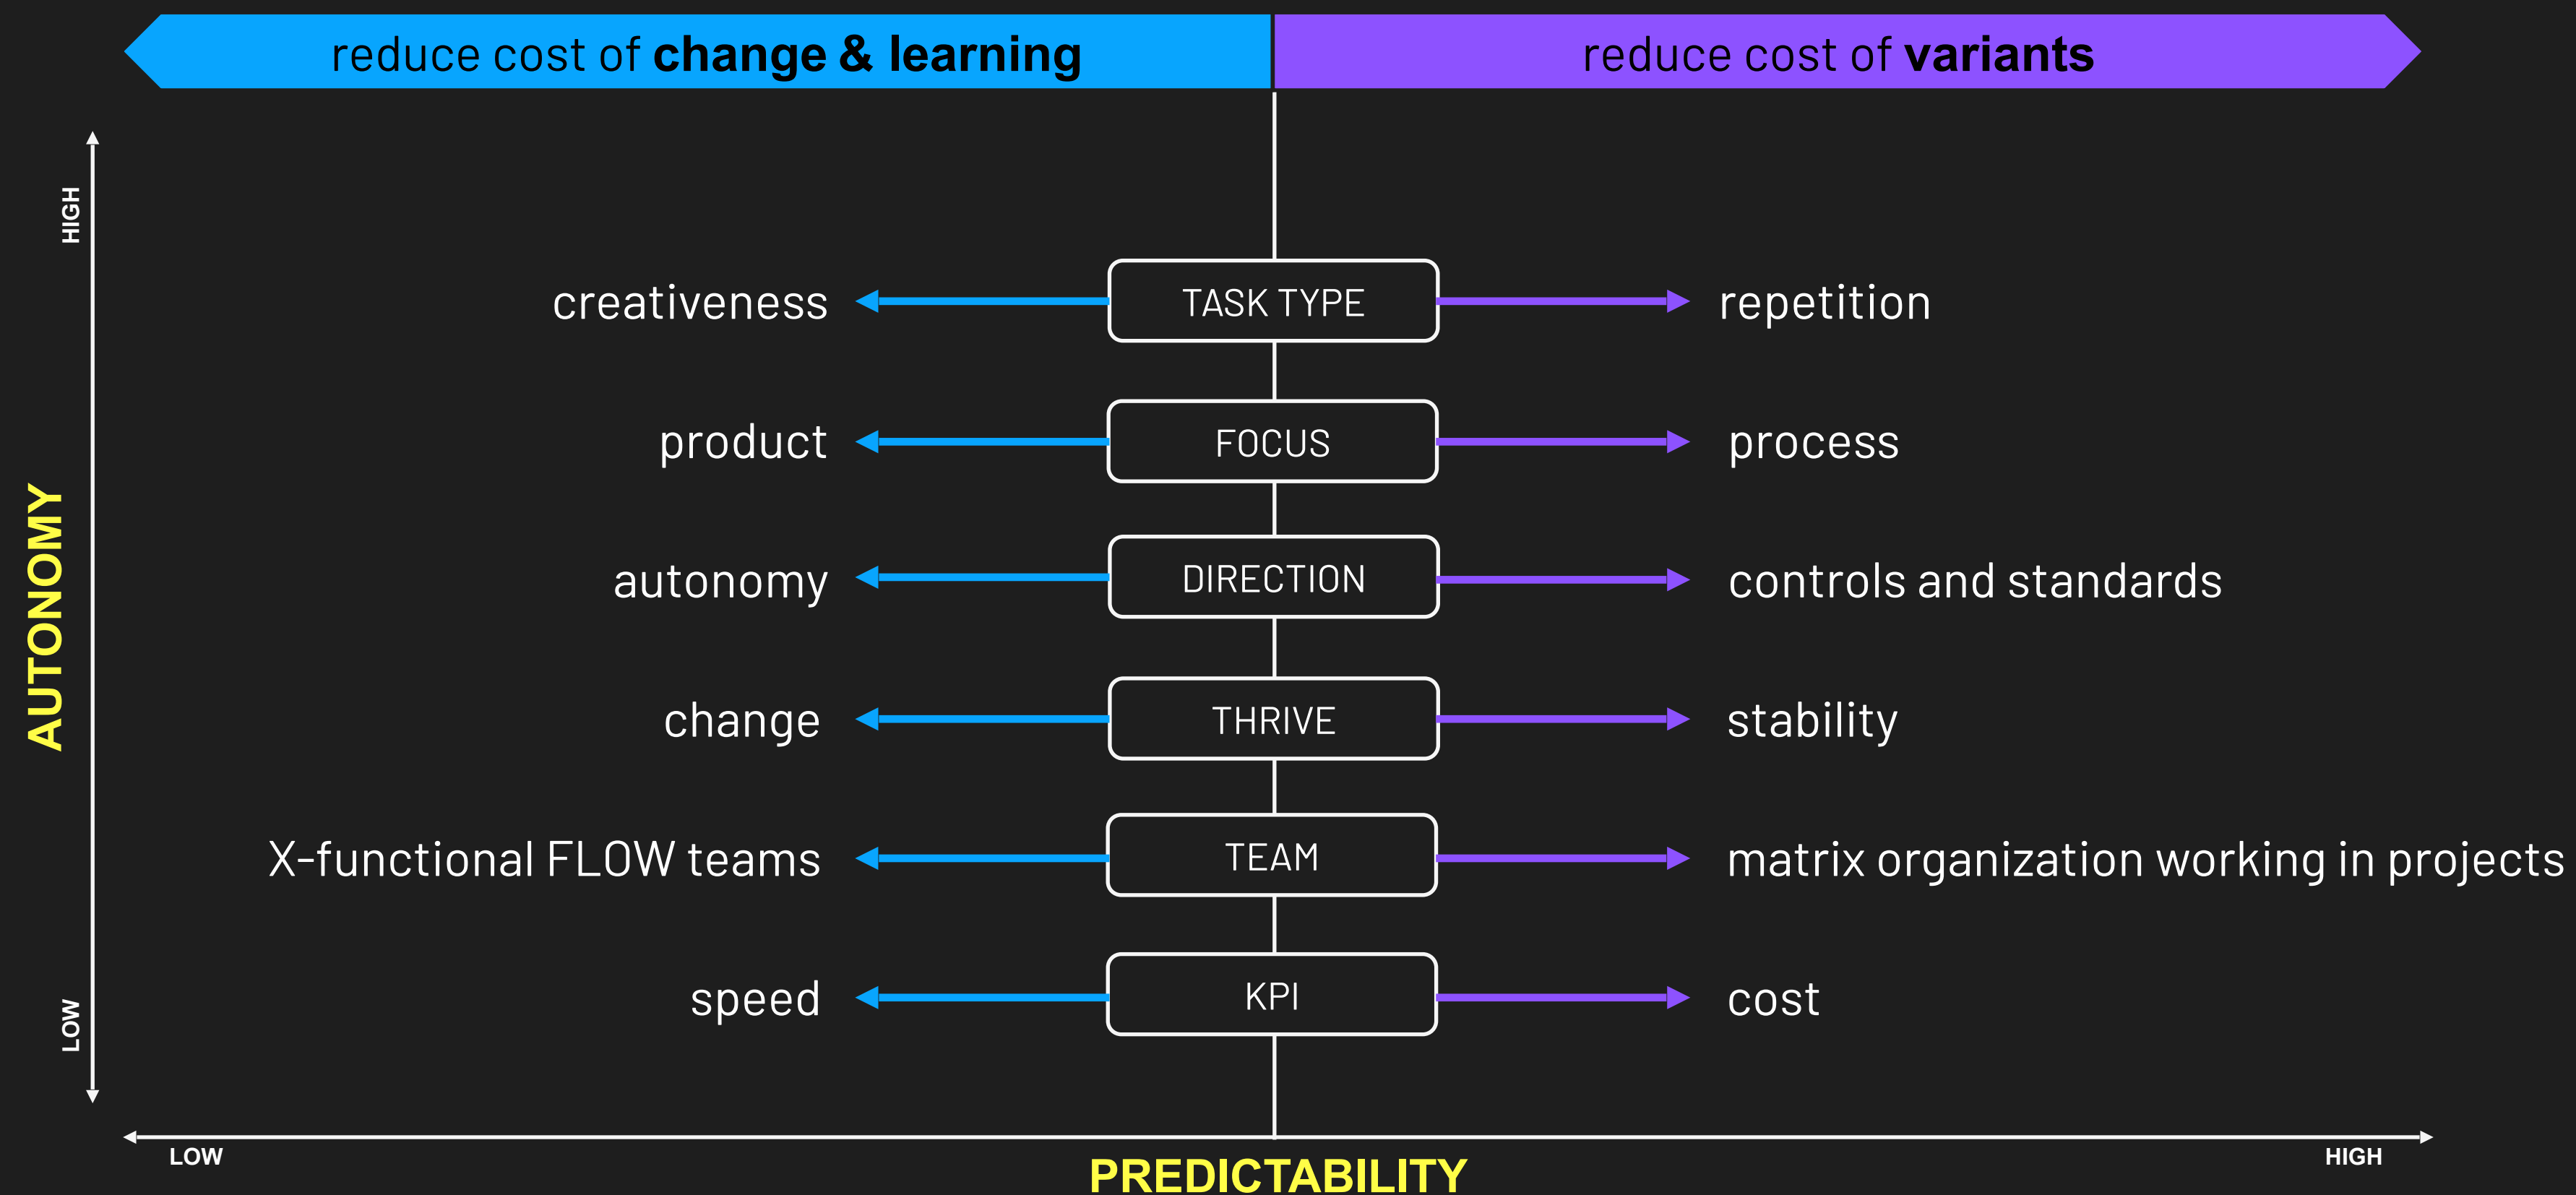 reduce cost of change & learning
reduce cost of variants
HIGH
AUTONOMY
LOW
creativeness TASK TYPE repetition
product FOCUS process
autonomy DIRECTION controls and standards
change THRIVE stability
X-functional FLOW teams TEAM matrix organization working in projects
speed KPI cost
LOW
PREDICTABILITY
HIGH